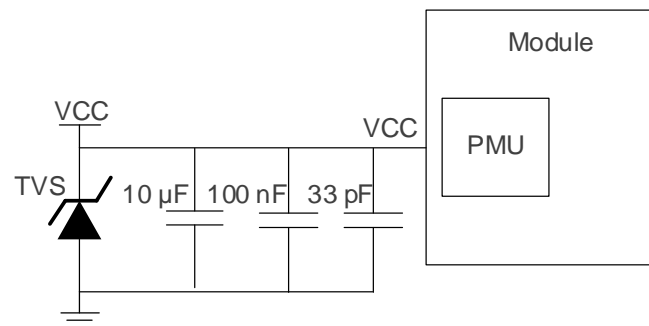 Module
VCC
VCC
PMU
TVS
10 µF
100 nF
33 pF